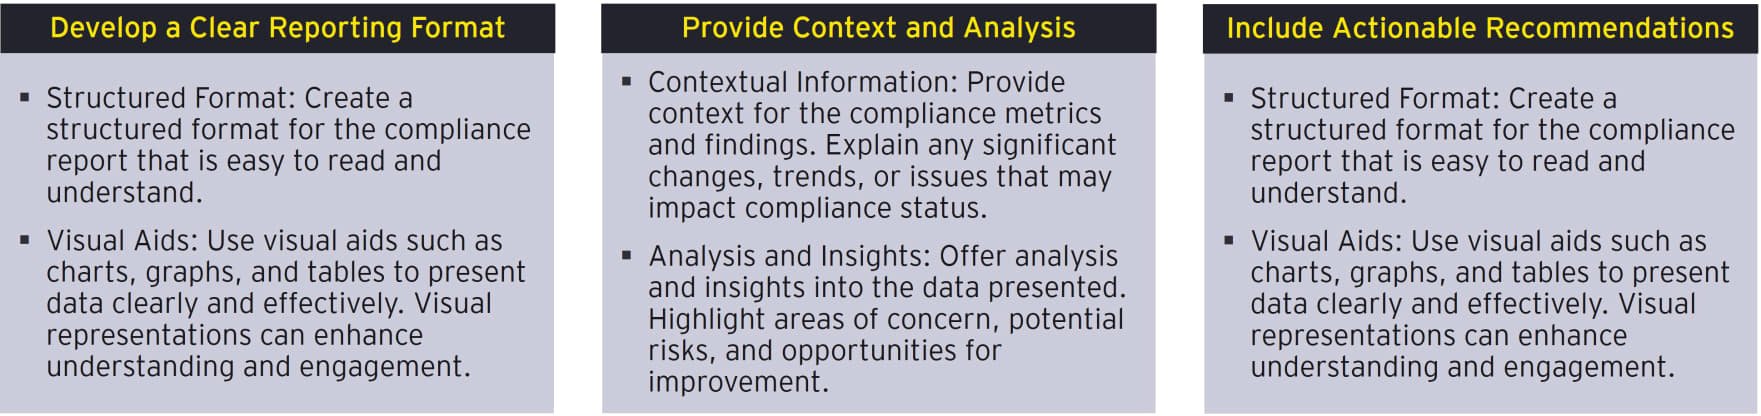 Develop a Clear Reporting Format
▪ Structured Format: Create a
structured format for the compliance
report that is easy to read and
understand.
▪ Visual Aids: Use visual aids such as
charts, graphs, and tables to present
data clearly and effectively. Visual
representations can enhance
understanding and engagement.
Provide Context and Analysis
▪ Contextual Information: Provide
context for the compliance metrics
and findings. Explain any significant
changes, trends, or issues that may
impact compliance status.
▪ Analysis and Insights: Offer analysis
and insights into the data presented.
Highlight areas of concern, potential
risks, and opportunities for
improvement.
Include Actionable Recommendations
▪ Structured Format: Create a
structured format for the compliance
report that is easy to read and
understand.
▪ Visual Aids: Use visual aids such as
charts, graphs, and tables to present
data clearly and effectively. Visual
representations can enhance
understanding and engagement.